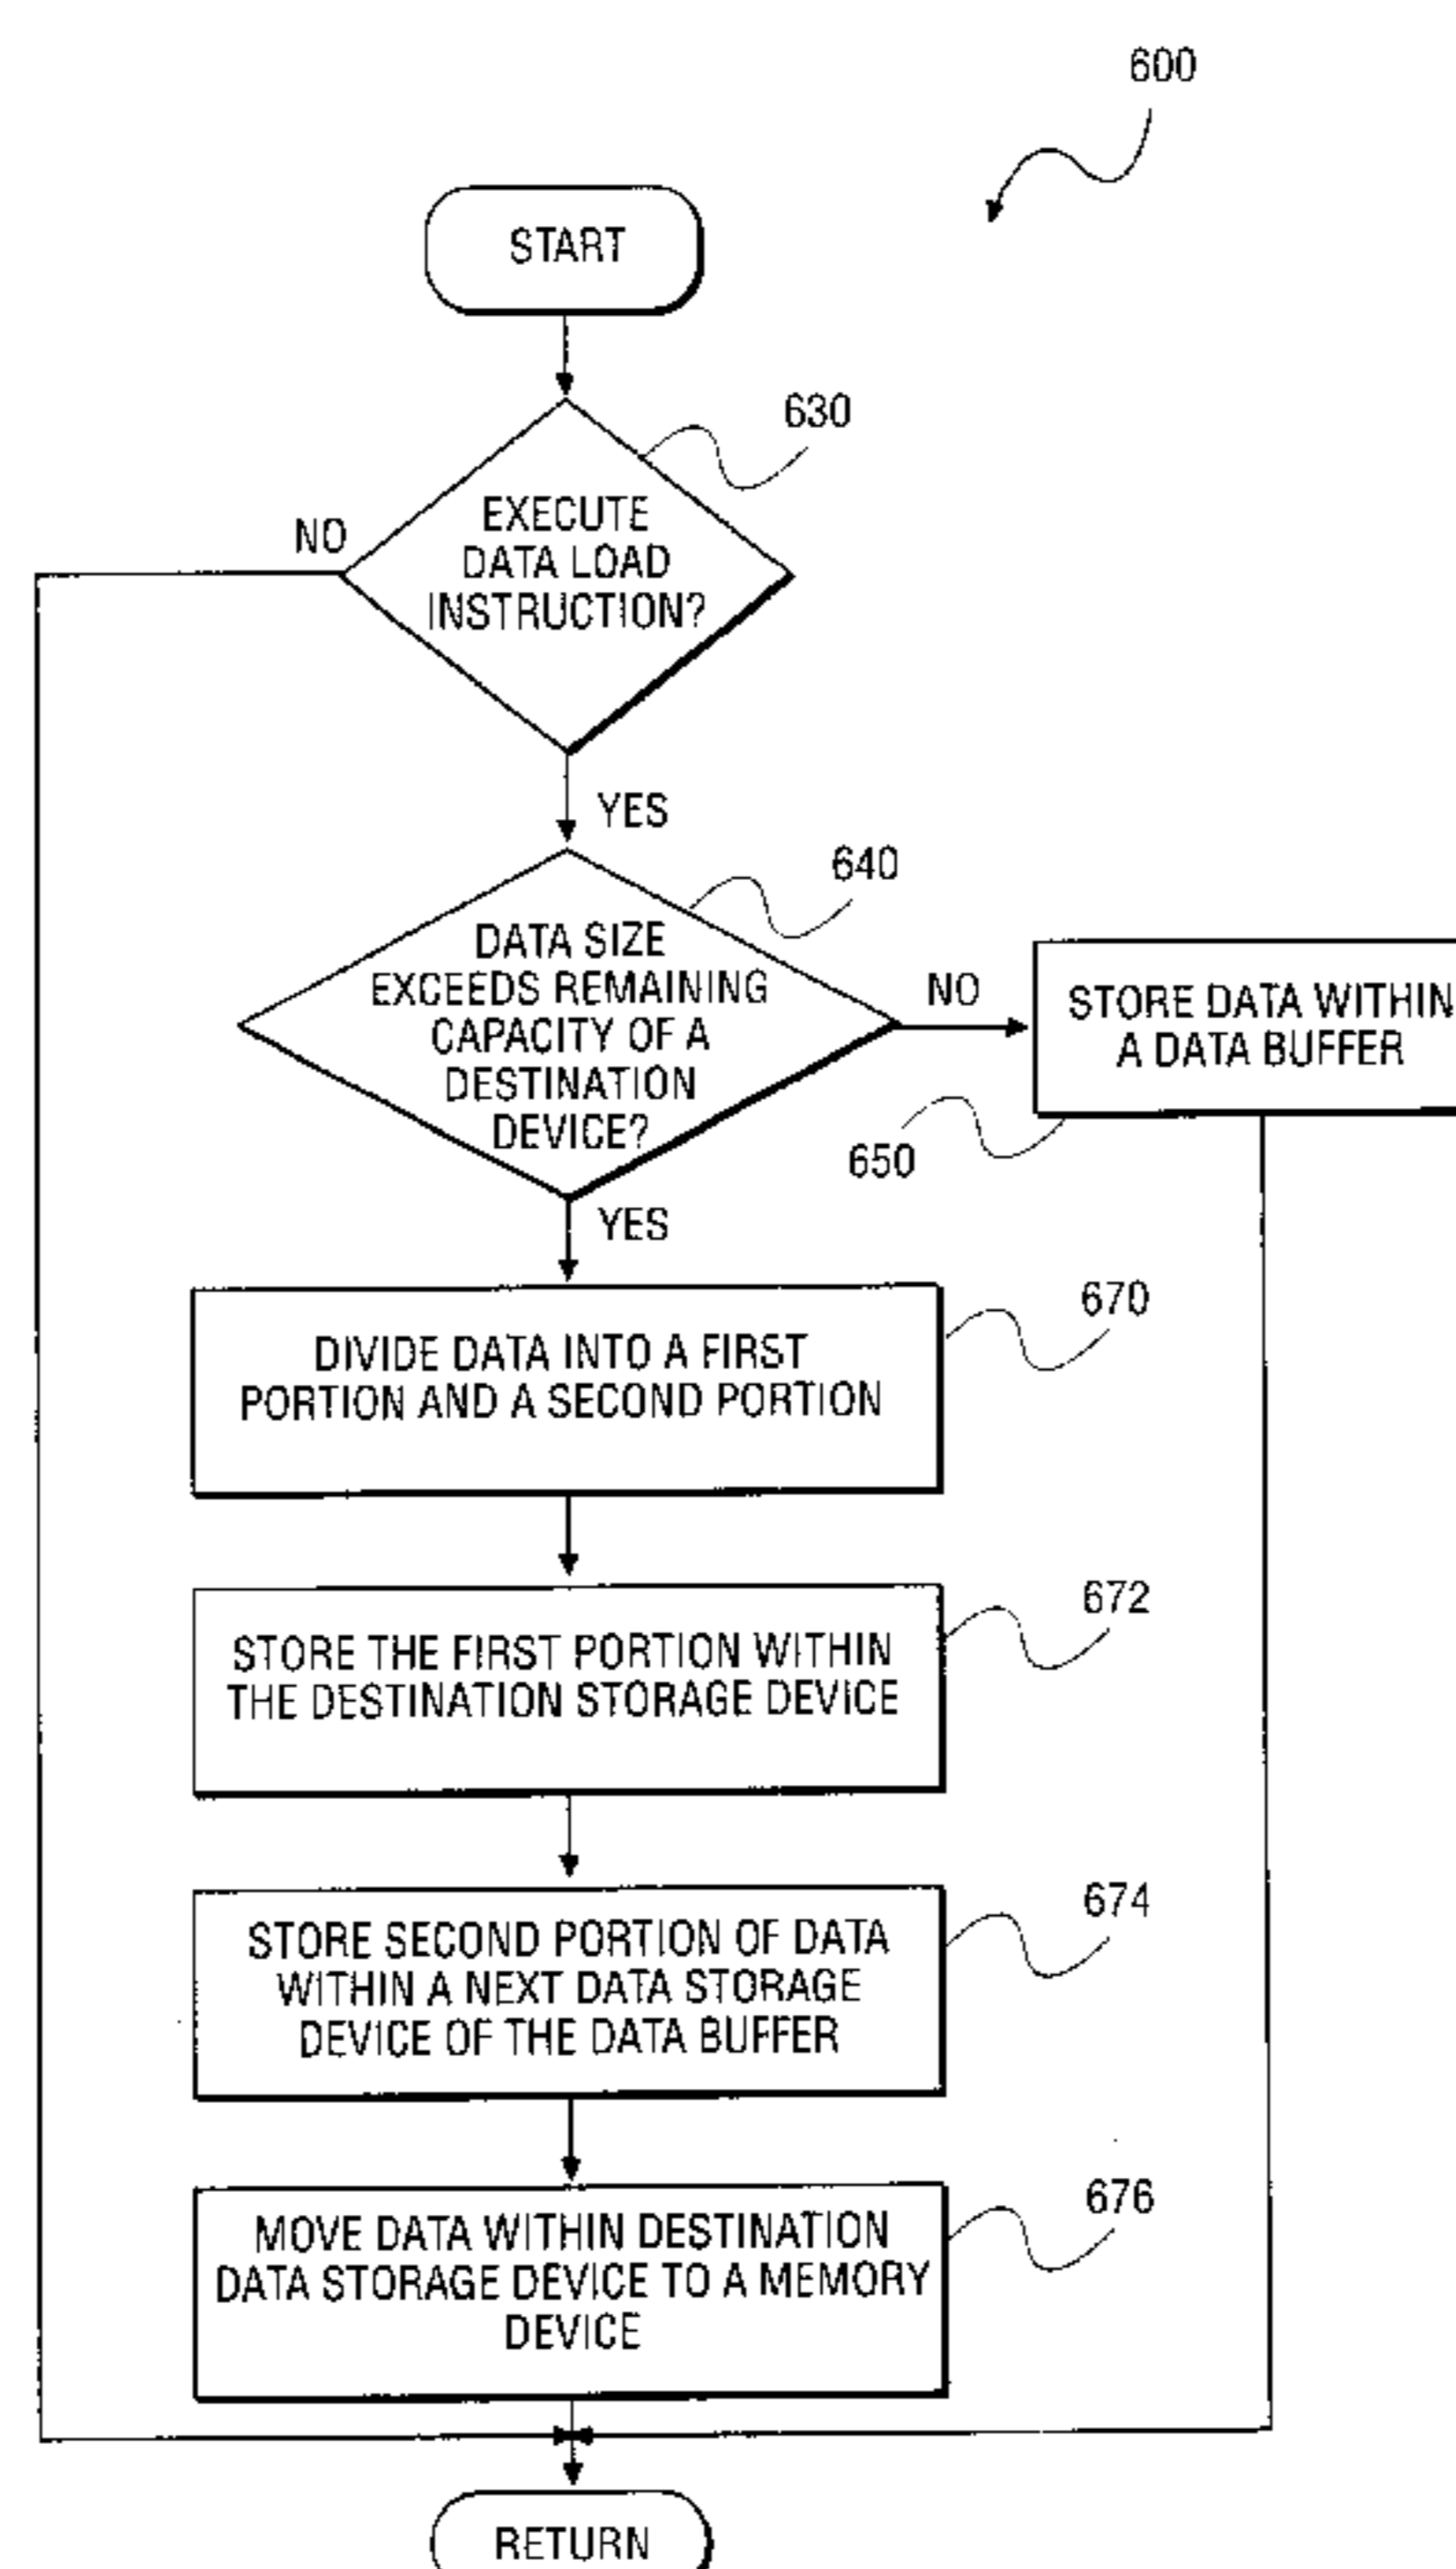 600
START
630
NO
EXECUTE
DATA LOAD
INSTRUCTION?
YES
640
DATA SIZE
EXCEEDS REMAINING
CAPACITY OF A
DESTINATION
DEVICE?
NO
STORE DATA WITHIN
A DATA BUFFER
650
YES
670
DIVIDE DATA INTO A FIRST
PORTION AND A SECOND PORTION
672
STORE THE FIRST PORTION WITHIN
THE DESTINATION STORAGE DEVICE
674
STORE SECOND PORTION OF DATA
WITHIN A NEXT DATA STORAGE
DEVICE OF THE DATA BUFFER
676
MOVE DATA WITHIN DESTINATION
DATA STORAGE DEVICE TO A MEMORY
DEVICE
RETURN